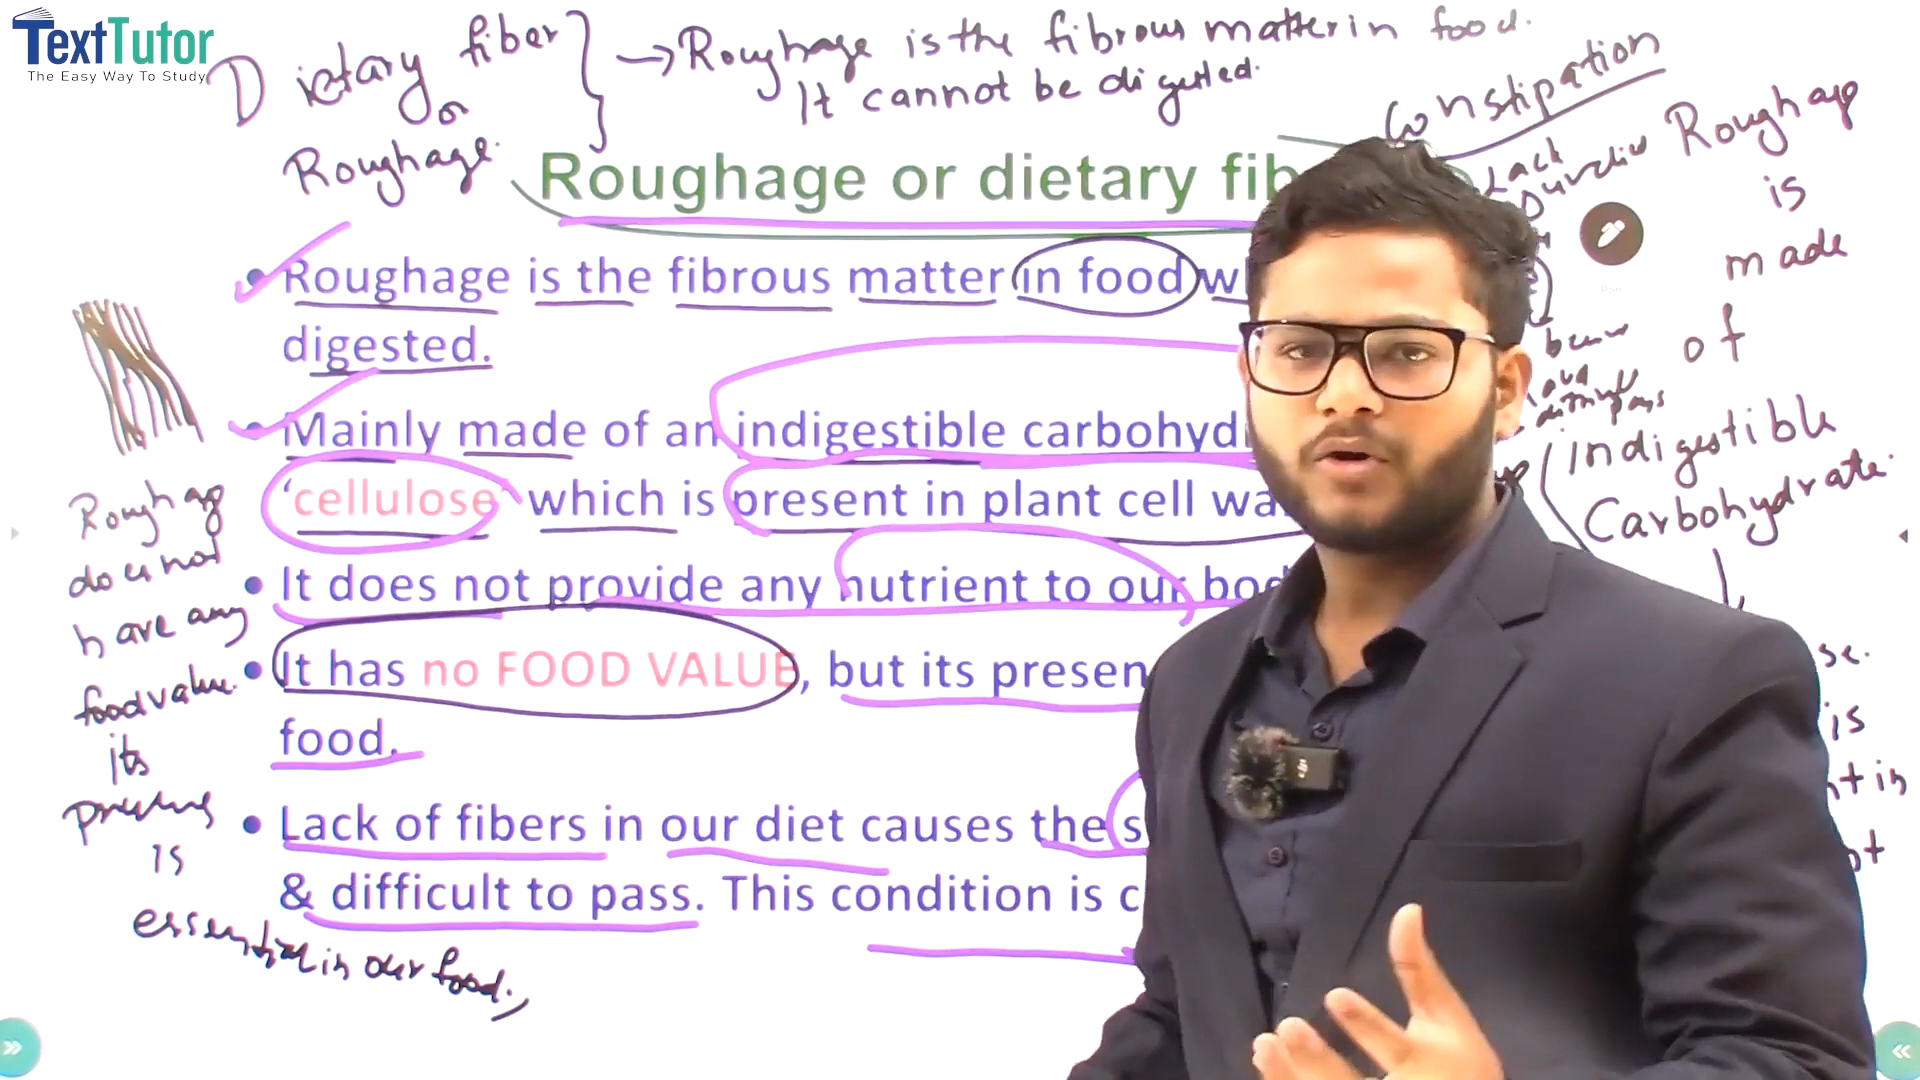 TextTutor
The Easy Way To Study
Dietary fiber
or
Roughage.
→ Roughage is the fibrous matter in food.
It cannot be digested.
Constipation
Lack
Roughage
is
made
of
Indigestible
Carbohydrate.
Roughage or dietary fib
• Roughage is the fibrous matter in food w
digested.
• Mainly made of an indigestible carbohyd
‘cellulose’ which is present in plant cell wa
• It does not provide any nutrient to our bod
• It has no FOOD VALUE, but its presen
food.
• Lack of fibers in our diet causes the s
& difficult to pass. This condition is c
Roughage
does not
have any
food value.
its
is
essential in our food.
se.
is
t in